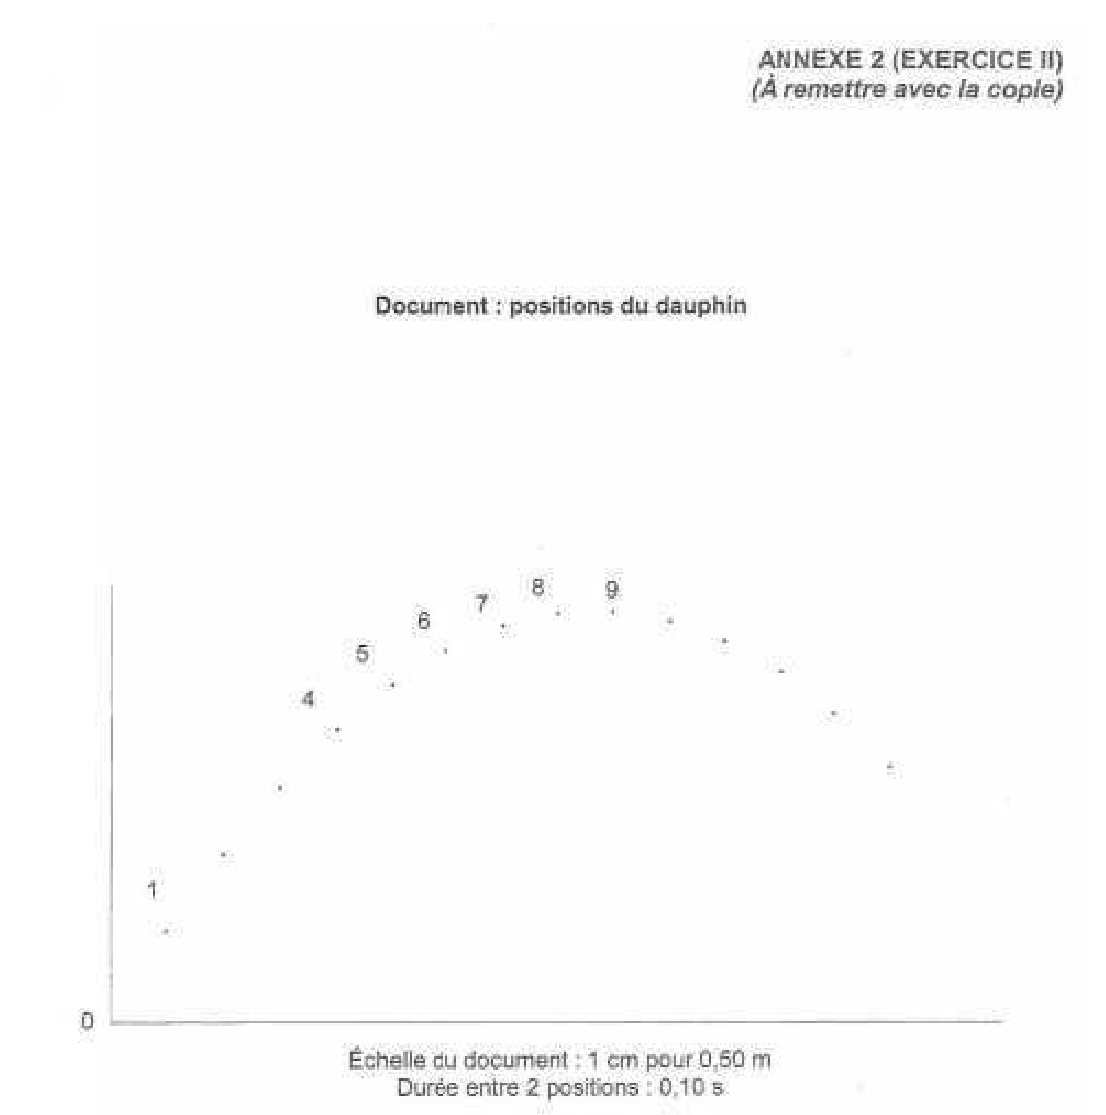 ANNEXE 2 (EXERCICE II)
(À remettre avec la copie)
Document : positions du dauphin
8
9
7
6
5
4
1
0
Échelle du document : 1 cm pour 0,50 m
Durée entre 2 positions : 0,10 s